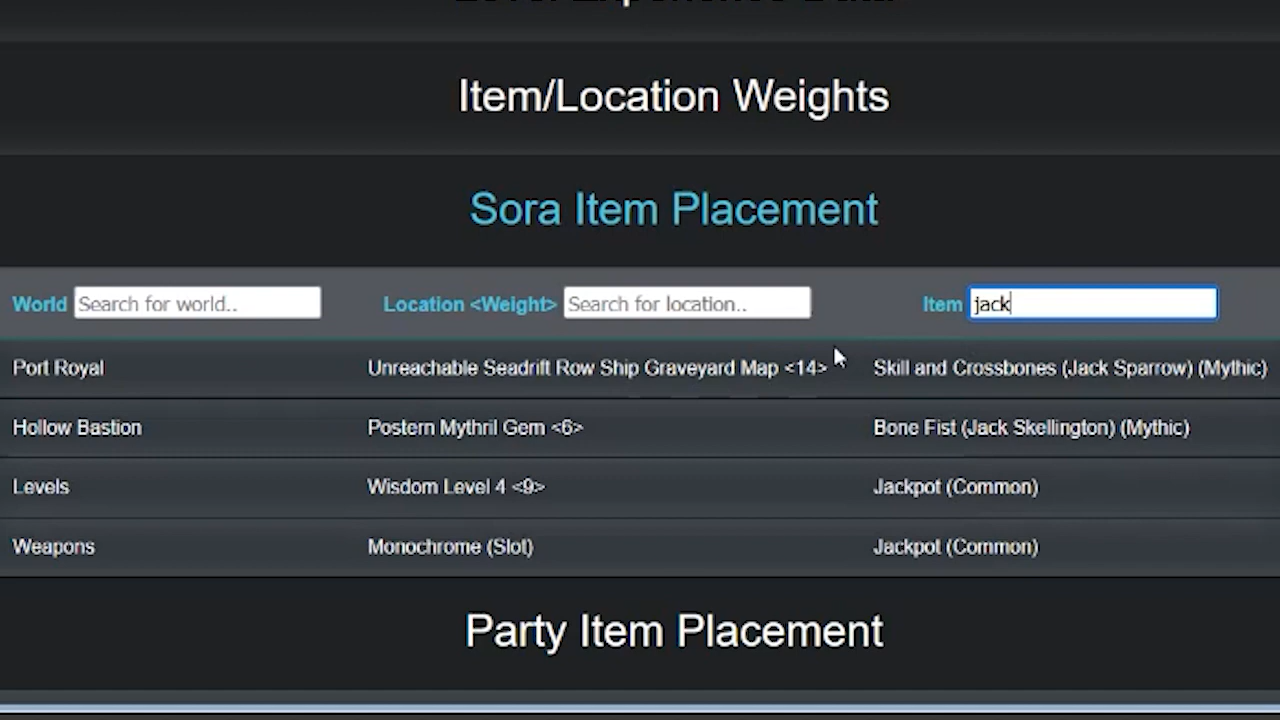 Item/Location Weights
Sora Item Placement
World Search for world.. Location <Weight> Search for location.. Item jack
Port Royal Unreachable Seadrift Row Ship Graveyard Map <14> Skill and Crossbones (Jack Sparrow) (Mythic)
Hollow Bastion Postern Mythril Gem <6> Bone Fist (Jack Skellington) (Mythic)
Levels Wisdom Level 4 <9> Jackpot (Common)
Weapons Monochrome (Slot) Jackpot (Common)
Party Item Placement